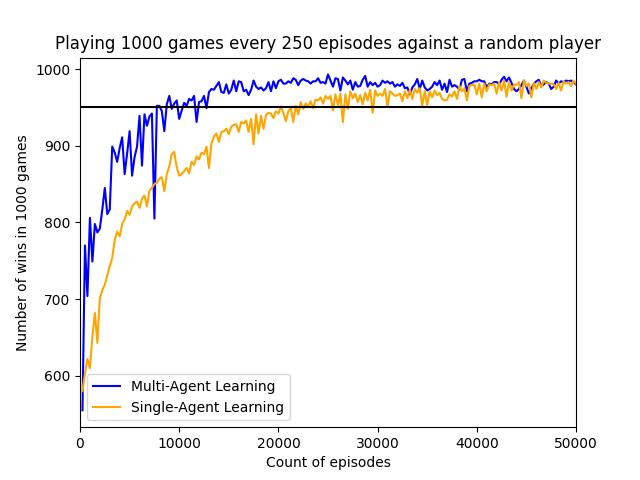 Playing 1000 games every 250 episodes against a random player
1000
900
800
700
600
Number of wins in 1000 games
Multi-Agent Learning
Single-Agent Learning
0 10000 20000 30000 40000 50000
Count of episodes